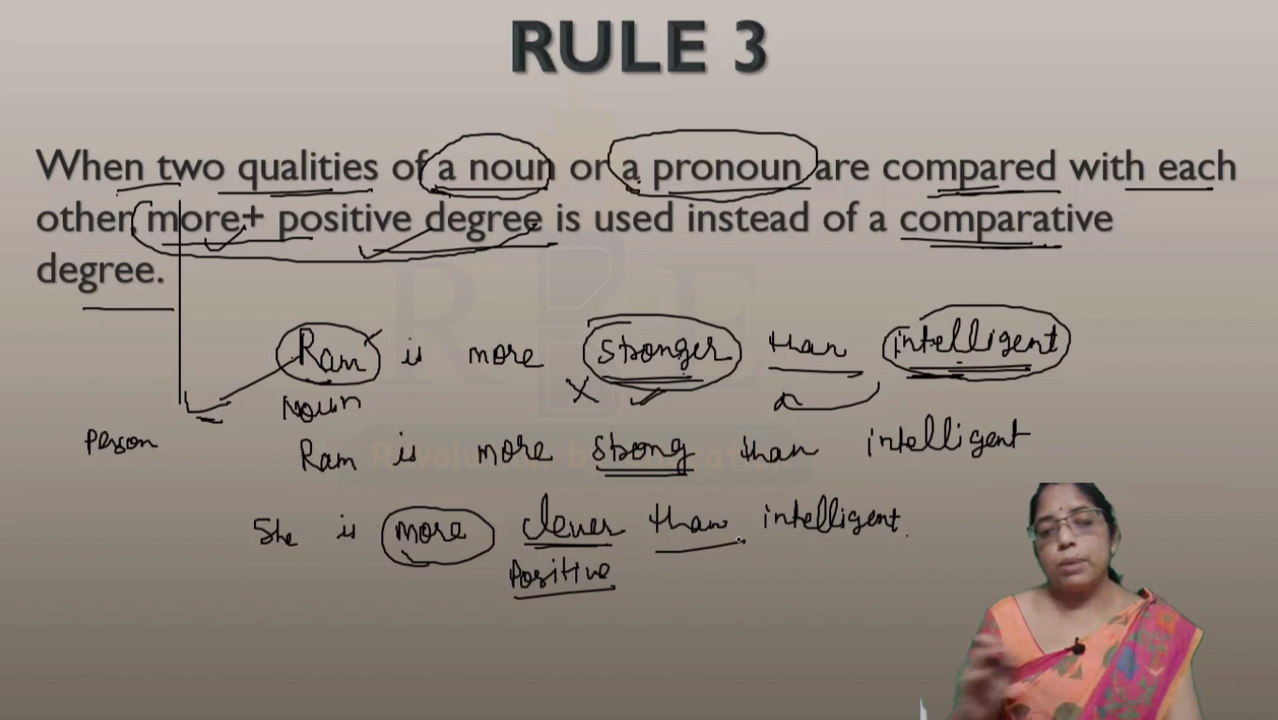 RULE 3
When two qualities of a noun or a pronoun are compared with each
other, more+ positive degree is used instead of a comparative
degree.
Ram is more stronger than intelligent
Noun
Person
Ram is more strong than intelligent
She is more clever than intelligent.
Positive